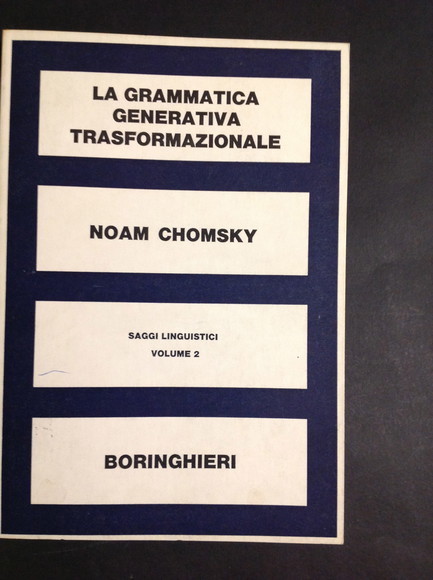 LA GRAMMATICA
GENERATIVA
TRASFORMAZIONALE
NOAM CHOMSKY
SAGGI LINGUISTICI
VOLUME 2
BORINGHIERI